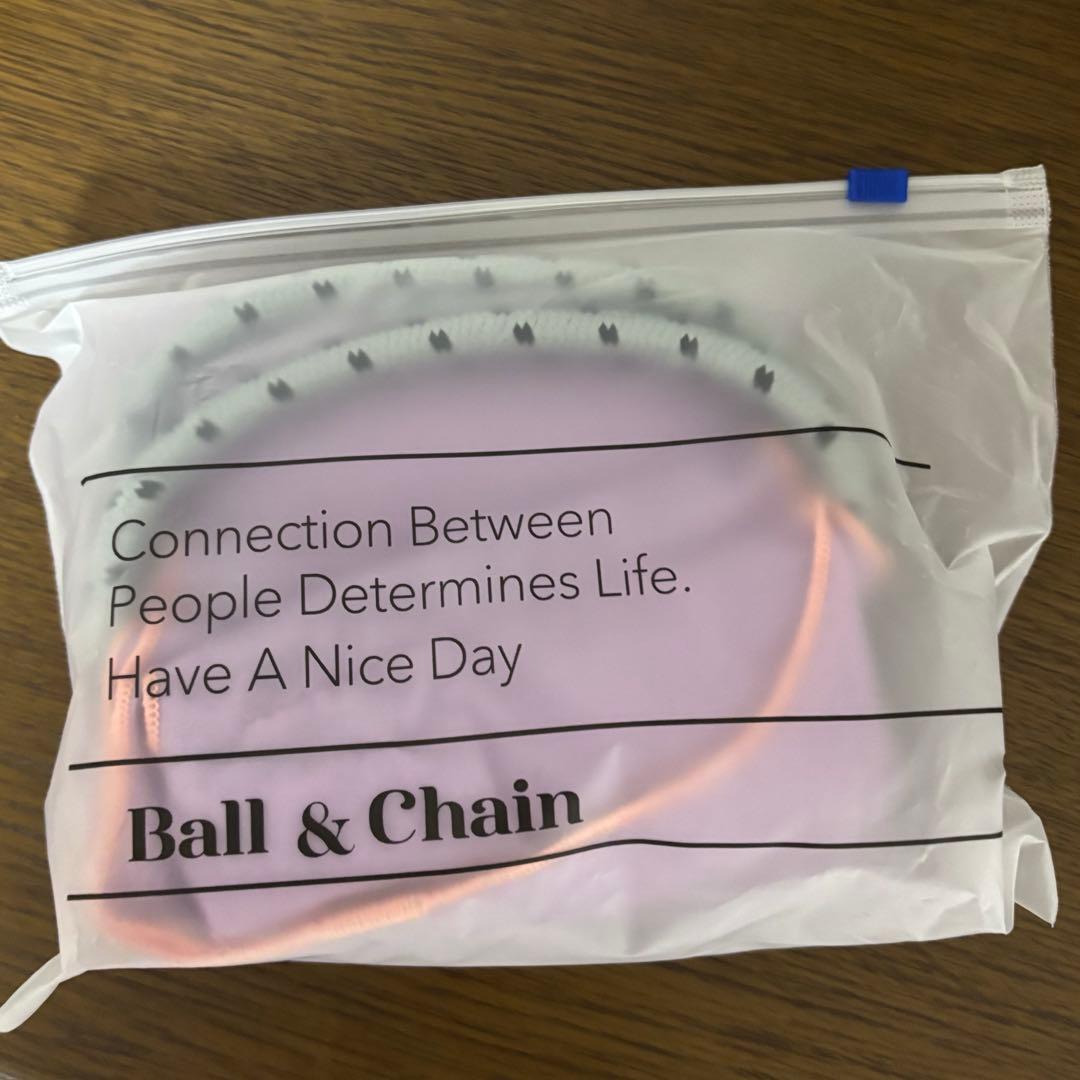 Connection Between
People Determines Life.
Have A Nice Day
Ball & Chain